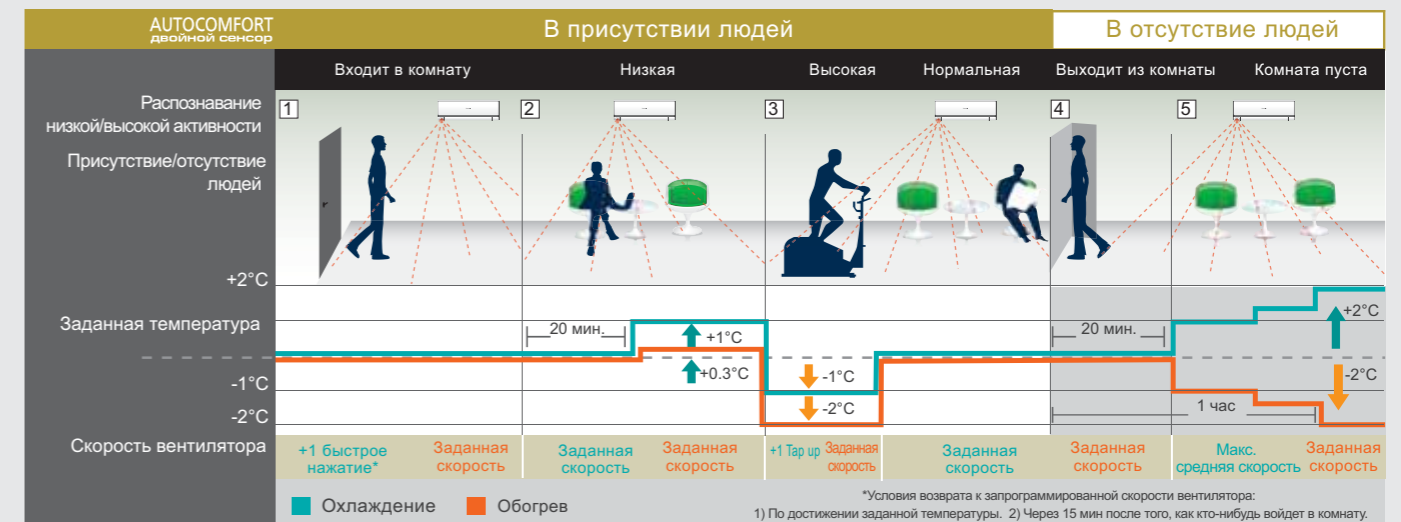 AUTOCOMFORT
двойной сенсор
В присутствии людей
В отсутствие людей
Входит в комнату
Низкая
Высокая
Нормальная
Выходит из комнаты
Комната пуста
Распознавание
низкой/высокой активности
Присутствие/отсутствие
людей
1
2
3
4
5
+2°C
Заданная температура
-1°C
-2°C
20 мин.
+1°C
+0.3°C
-1°C
-2°C
20 мин.
1 час
+2°C
-2°C
Скорость вентилятора
+1 быстрое
нажатие*
Заданная
скорость
Заданная
скорость
Заданная
скорость
+1 Tap up
Заданная
скорость
Заданная
скорость
Заданная
скорость
Макс.
средняя скорость
Заданная
скорость
Охлаждение
Обогрев
*Условия возврата к запрограммированной скорости вентилятора:
1) По достижении заданной температуры. 2) Через 15 мин после того, как кто-нибудь войдет в комнату.